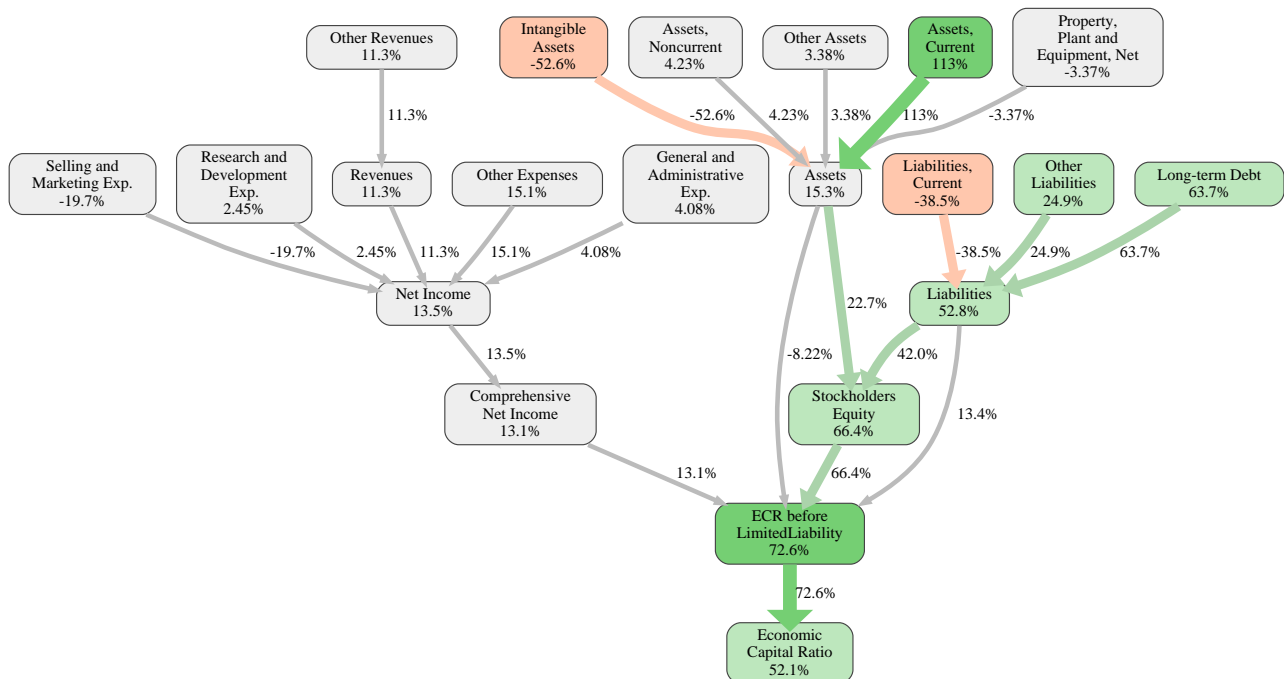 Other Revenues
11.3%
Intangible
Assets
-52.6%
Assets,
Noncurrent
4.23%
Other Assets
3.38%
Assets,
Current
113%
Property,
Plant and
Equipment, Net
-3.37%
11.3%
-52.6%
4.23%
3.38%
113%
-3.37%
Selling and
Marketing Exp.
-19.7%
Research and
Development
Exp.
2.45%
Revenues
11.3%
Other Expenses
15.1%
General and
Administrative
Exp.
4.08%
Assets
15.3%
Liabilities,
Current
-38.5%
Other
Liabilities
24.9%
Long-term Debt
63.7%
-19.7%
2.45%
11.3%
15.1%
4.08%
-38.5%
24.9%
63.7%
Net Income
13.5%
22.7%
Liabilities
52.8%
13.5%
-8.22%
42.0%
Comprehensive
Net Income
13.1%
Stockholders
Equity
66.4%
13.4%
13.1%
66.4%
ECR before
LimitedLiability
72.6%
72.6%
Economic
Capital Ratio
52.1%